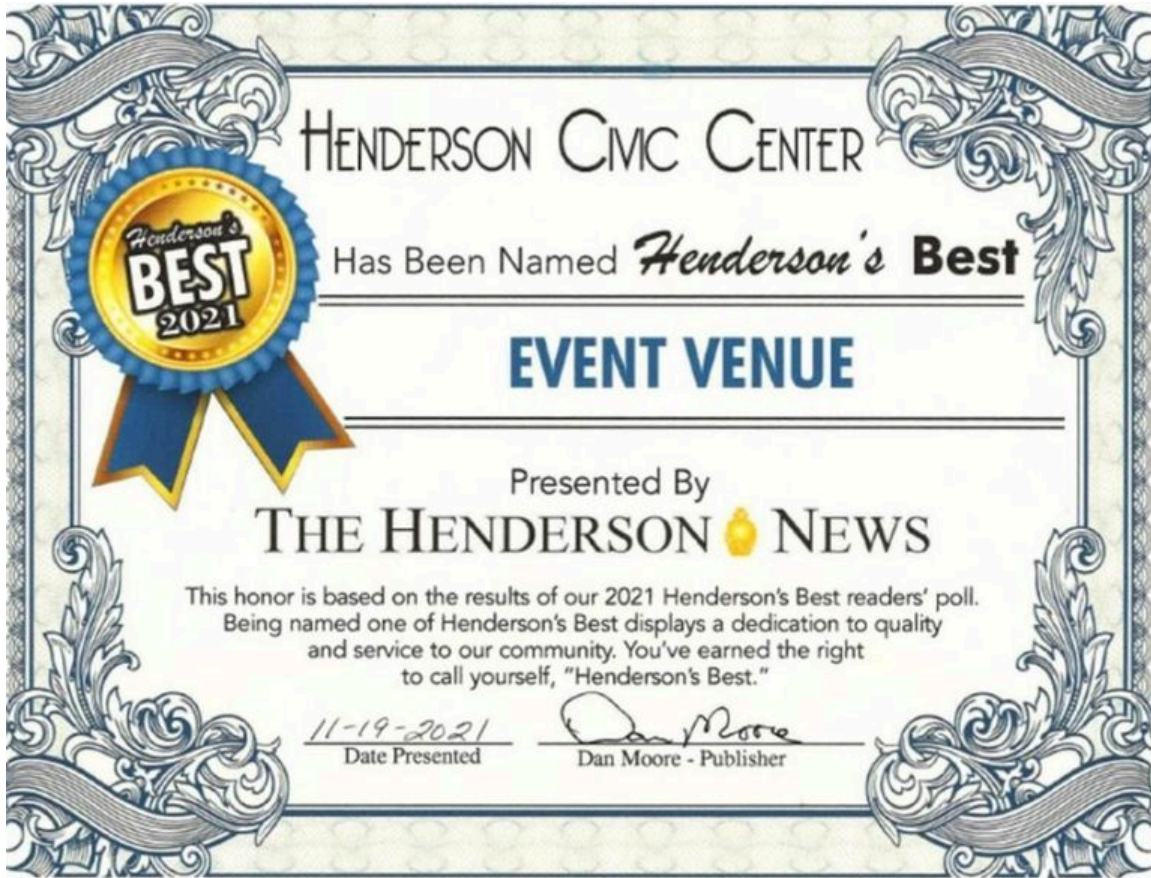 HENDERSON CIVIC CENTER
Henderson's
BEST
2021
Has Been Named Henderson's Best
EVENT VENUE
Presented By
THE HENDERSON NEWS
This honor is based on the results of our 2021 Henderson's Best readers' poll.
Being named one of Henderson's Best displays a dedication to quality
and service to our community. You've earned the right
to call yourself, "Henderson's Best."
11-19-2021 Dan Moore
Date Presented Dan Moore - Publisher